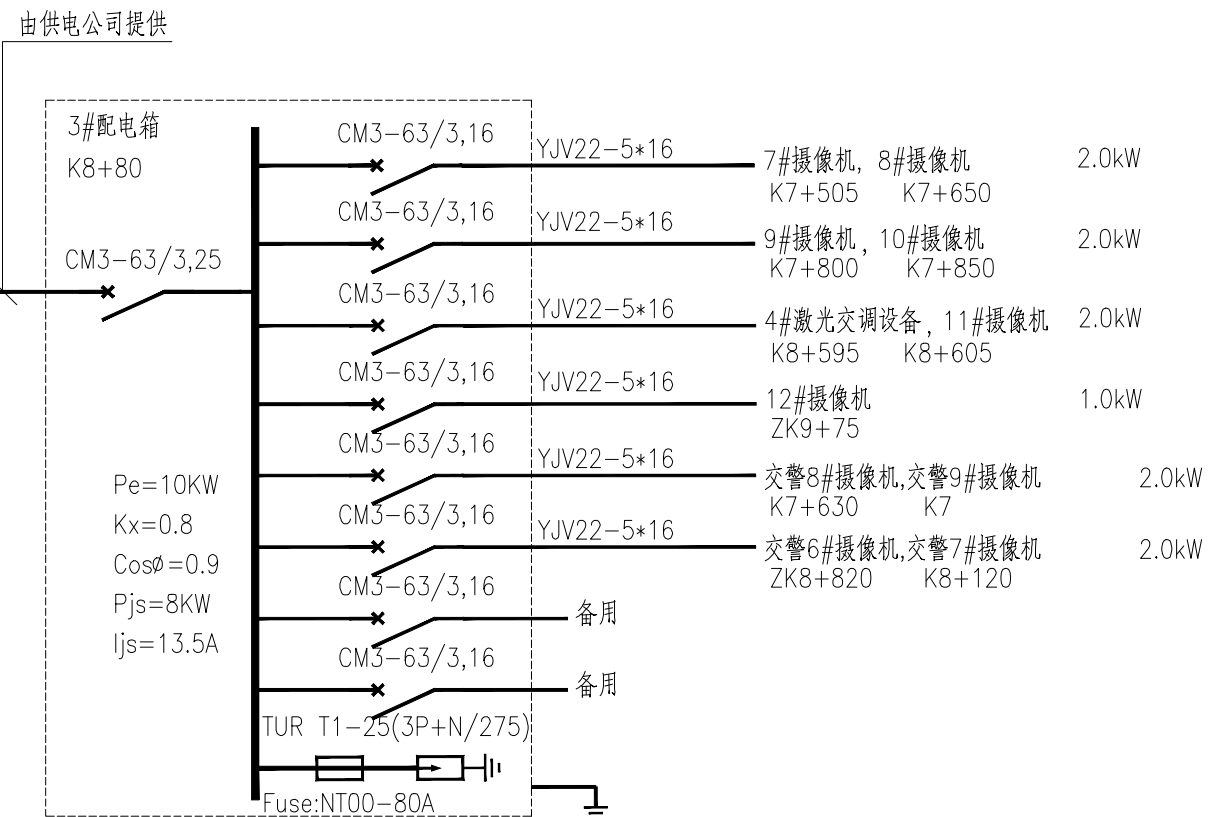 由供电公司提供
3#配电箱
K8+80
CM3-63/3,25
Pe=10KW
Kx=0.8
Cosø=0.9
Pjs=8KW
Ijs=13.5A
CM3-63/3,16
YJV22-5*16
7#摄像机, 8#摄像机
2.0kW
K7+505 K7+650
CM3-63/3,16
YJV22-5*16
9#摄像机, 10#摄像机
2.0kW
K7+800 K7+850
CM3-63/3,16
YJV22-5*16
4#激光交调设备, 11#摄像机
2.0kW
K8+595 K8+605
CM3-63/3,16
YJV22-5*16
12#摄像机
1.0kW
ZK9+75
CM3-63/3,16
YJV22-5*16
交警8#摄像机,交警9#摄像机
2.0kW
K7+630 K7
CM3-63/3,16
YJV22-5*16
交警6#摄像机,交警7#摄像机
2.0kW
ZK8+820 K8+120
CM3-63/3,16
备用
CM3-63/3,16
备用
TUR T1-25(3P+N/275)
Fuse:NT00-80A